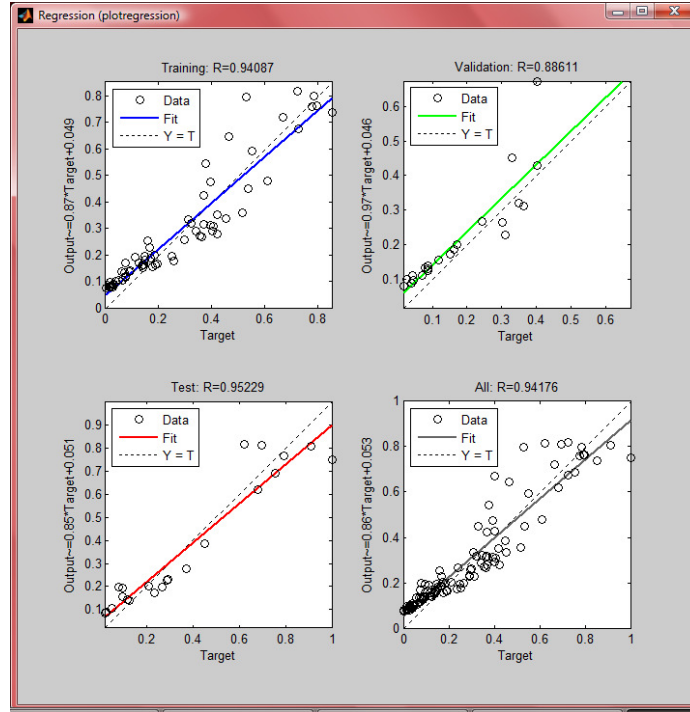 Regression (plotregression)
Training: R=0.94087
Output~=0.87*Target+0.049
0.8
0.7
0.6
0.5
0.4
0.3
0.2
0.1
0
Data
Fit
Y = T
0 0.2 0.4 0.6 0.8
Target
Validation: R=0.88611
Output~=0.97*Target+0.046
0.6
0.5
0.4
0.3
0.2
0.1
Data
Fit
Y = T
0.1 0.2 0.3 0.4 0.5 0.6
Target
Test: R=0.95229
Output~=0.85*Target+0.051
0.9
0.8
0.7
0.6
0.5
0.4
0.3
0.2
0.1
Data
Fit
Y = T
0.2 0.4 0.6 0.8 1
Target
All: R=0.94176
Output~=0.86*Target+0.053
1
0.8
0.6
0.4
0.2
0
Data
Fit
Y = T
0 0.2 0.4 0.6 0.8 1
Target